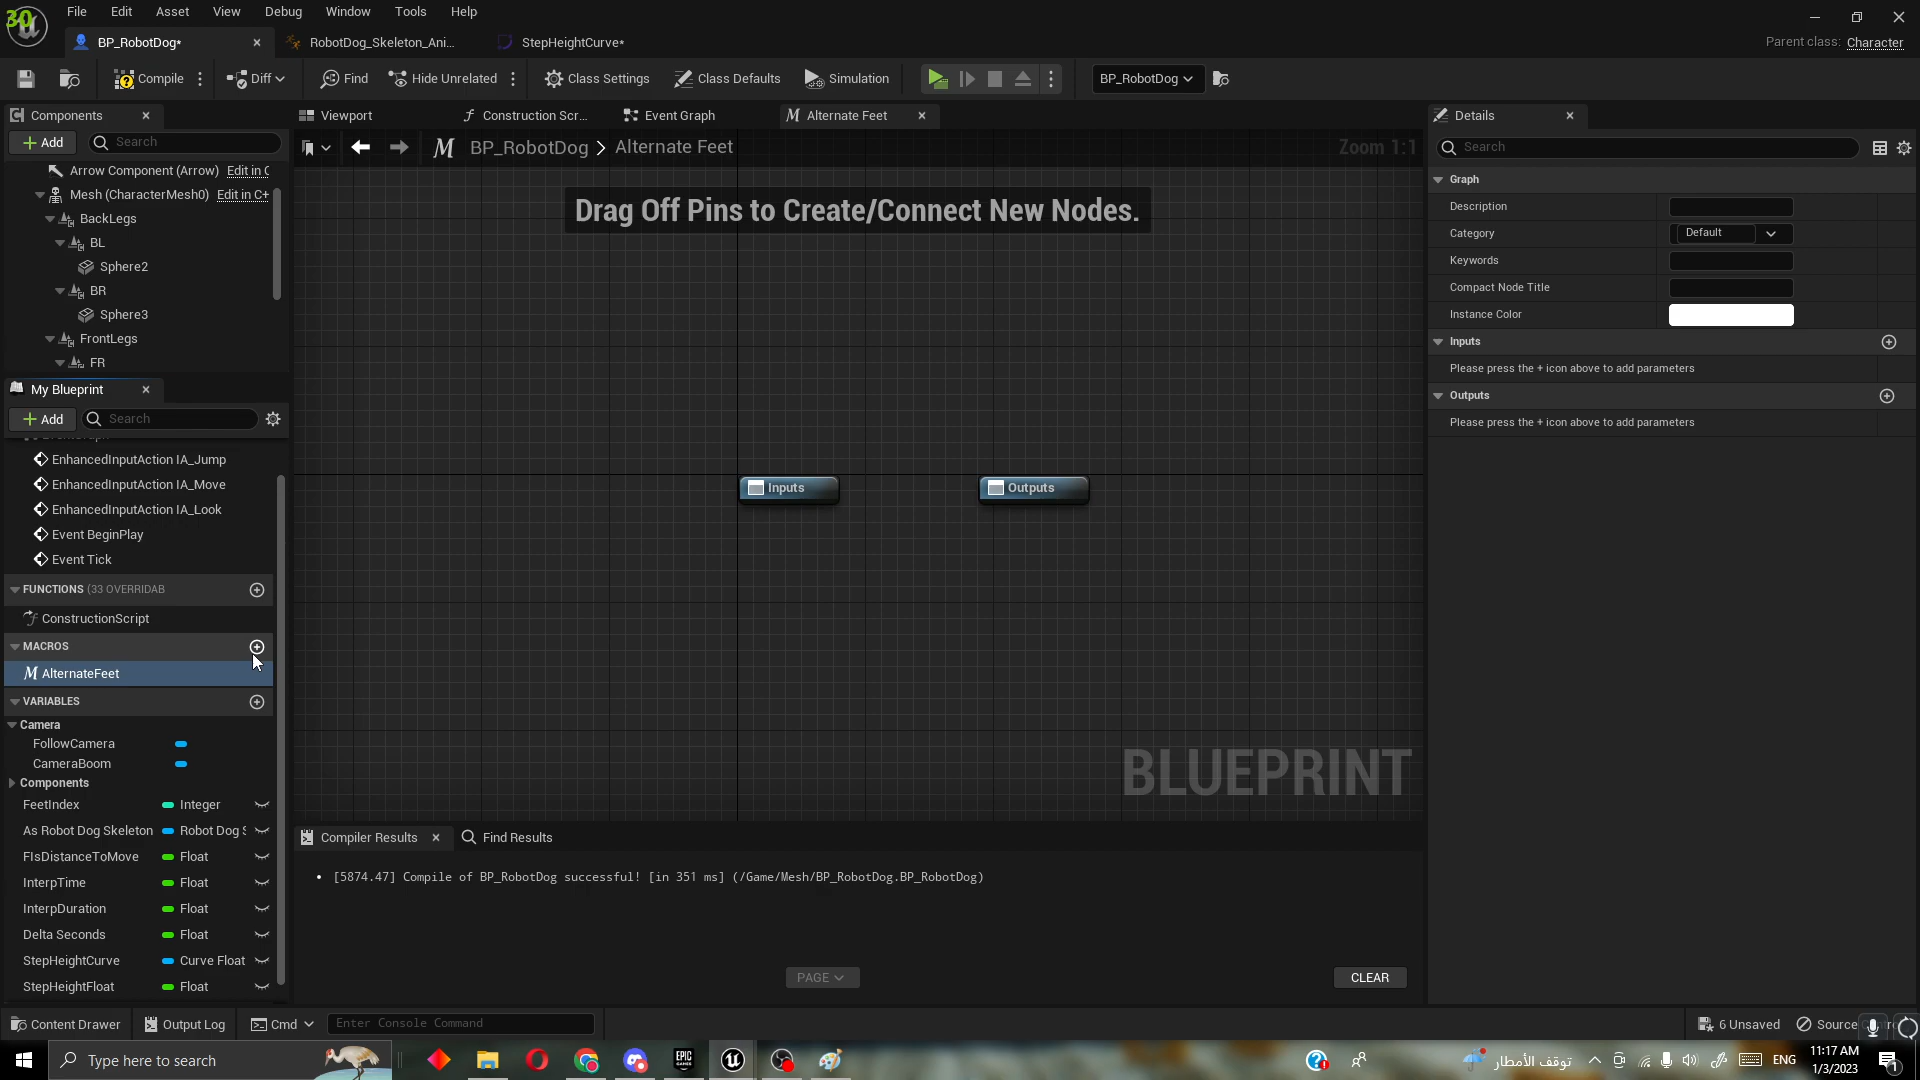 30
File Edit Asset View Debug Window Tools Help
BP_RobotDog* RobotDog_Skeleton_Ani... StepHeightCurve* Parent class: Character
Compile Diff Find Hide Unrelated Class Settings Class Defaults Simulation BP_RobotDog
Components
Add Search
Arrow Component (Arrow) Edit in C
Mesh (CharacterMesh0) Edit in C+
BackLegs
BL
Sphere2
BR
Sphere3
FrontLegs
FR
My Blueprint
Add Search
EnhancedInputAction IA_Jump
EnhancedInputAction IA_Move
EnhancedInputAction IA_Look
Event BeginPlay
Event Tick
FUNCTIONS (33 OVERRIDAB
ConstructionScript
MACROS
AlternateFeet
VARIABLES
Camera
FollowCamera
CameraBoom
Components
FeetIndex Integer
As Robot Dog Skeleton Robot Dog S
FIsDistanceToMove Float
InterpTime Float
InterpDuration Float
Delta Seconds Float
StepHeightCurve Curve Float
StepHeightFloat Float
Viewport Construction Scr... Event Graph Alternate Feet
BP_RobotDog > Alternate Feet Zoom 1:1
Drag Off Pins to Create/Connect New Nodes.
Inputs Outputs
BLUEPRINT
Compiler Results Find Results
[5874.47] Compile of BP_RobotDog successful! [in 351 ms] (/Game/Mesh/BP_RobotDog.BP_RobotDog)
PAGE CLEAR
Details
Search
Graph
Description
Category Default
Keywords
Compact Node Title
Instance Color
Inputs
Please press the + icon above to add parameters
Outputs
Please press the + icon above to add parameters
Content Drawer Output Log Cmd Enter Console Command 6 Unsaved Source
Type here to search توقف الأمطار ENG 11:17 AM
1/3/2023
1